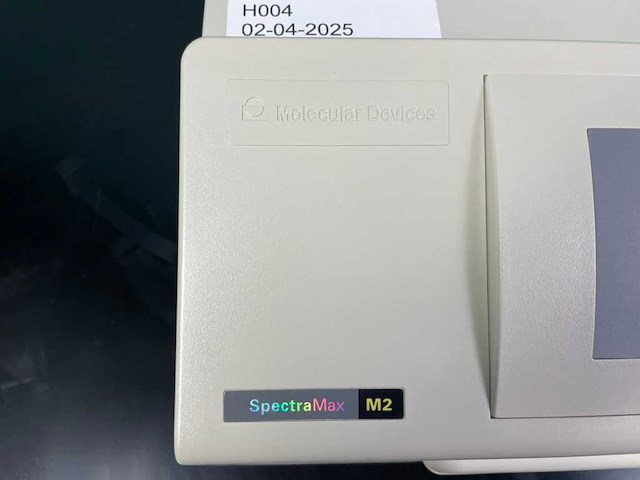 H004
02-04-2025
Molecular Devices
SpectraMax M2